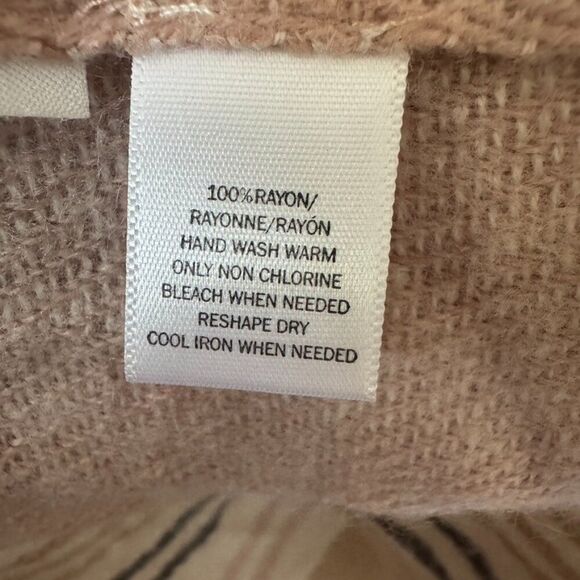 100%RAYON/
RAYONNE/RAYÓN
HAND WASH WARM
ONLY NON CHLORINE
BLEACH WHEN NEEDED
RESHAPE DRY
COOL IRON WHEN NEEDED